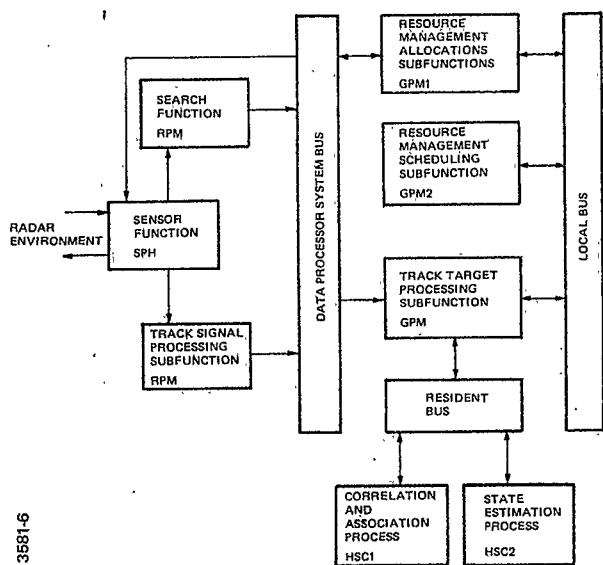 RESOURCE
MANAGEMENT
ALLOCATIONS
SUBFUNCTIONS
GPM1
SEARCH
FUNCTION
RPM
RESOURCE
MANAGEMENT
SCHEDULING
SUBFUNCTION
GPM2
DATA PROCESSOR SYSTEM BUS
LOCAL BUS
RADAR
ENVIRONMENT
SENSOR
FUNCTION
SPH
TRACK TARGET
PROCESSING
SUBFUNCTION
GPM
TRACK SIGNAL
PROCESSING
SUBFUNCTION
RPM
RESIDENT
BUS
CORRELATION
AND
ASSOCIATION
PROCESS
HSC1
STATE
ESTIMATION
PROCESS
HSC2
3581-6